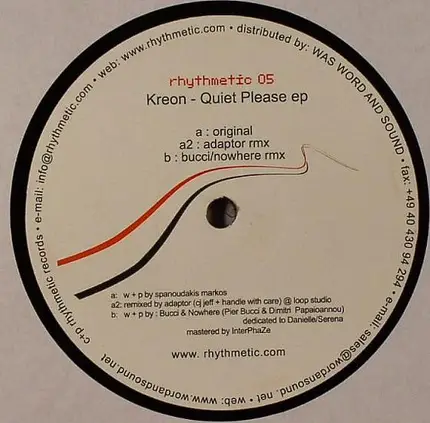 c+p rhythmetic records • e-mail: info@rhythmetic.com • web: www.rhythmetic.com • distributed by: WAS WORD AND SOUND • fax: +49 40 430 94 294 • e-mail: sales@wordandsound.net • web: www.wordandsound.net
rhythmetic 05
Kreon - Quiet Please ep
a : original
a2 : adaptor rmx
b : bucci/nowhere rmx
a: w + p by spanoudakis markos
a2: remixed by adaptor (cj jeff + handle with care) @ loop studio
b: w + p by : Bucci & Nowhere (Pier Bucci & Dimitri Papaioannou)
dedicated to Danielle/Serena
mastered by InterPhaZe
www. rhythmetic.com